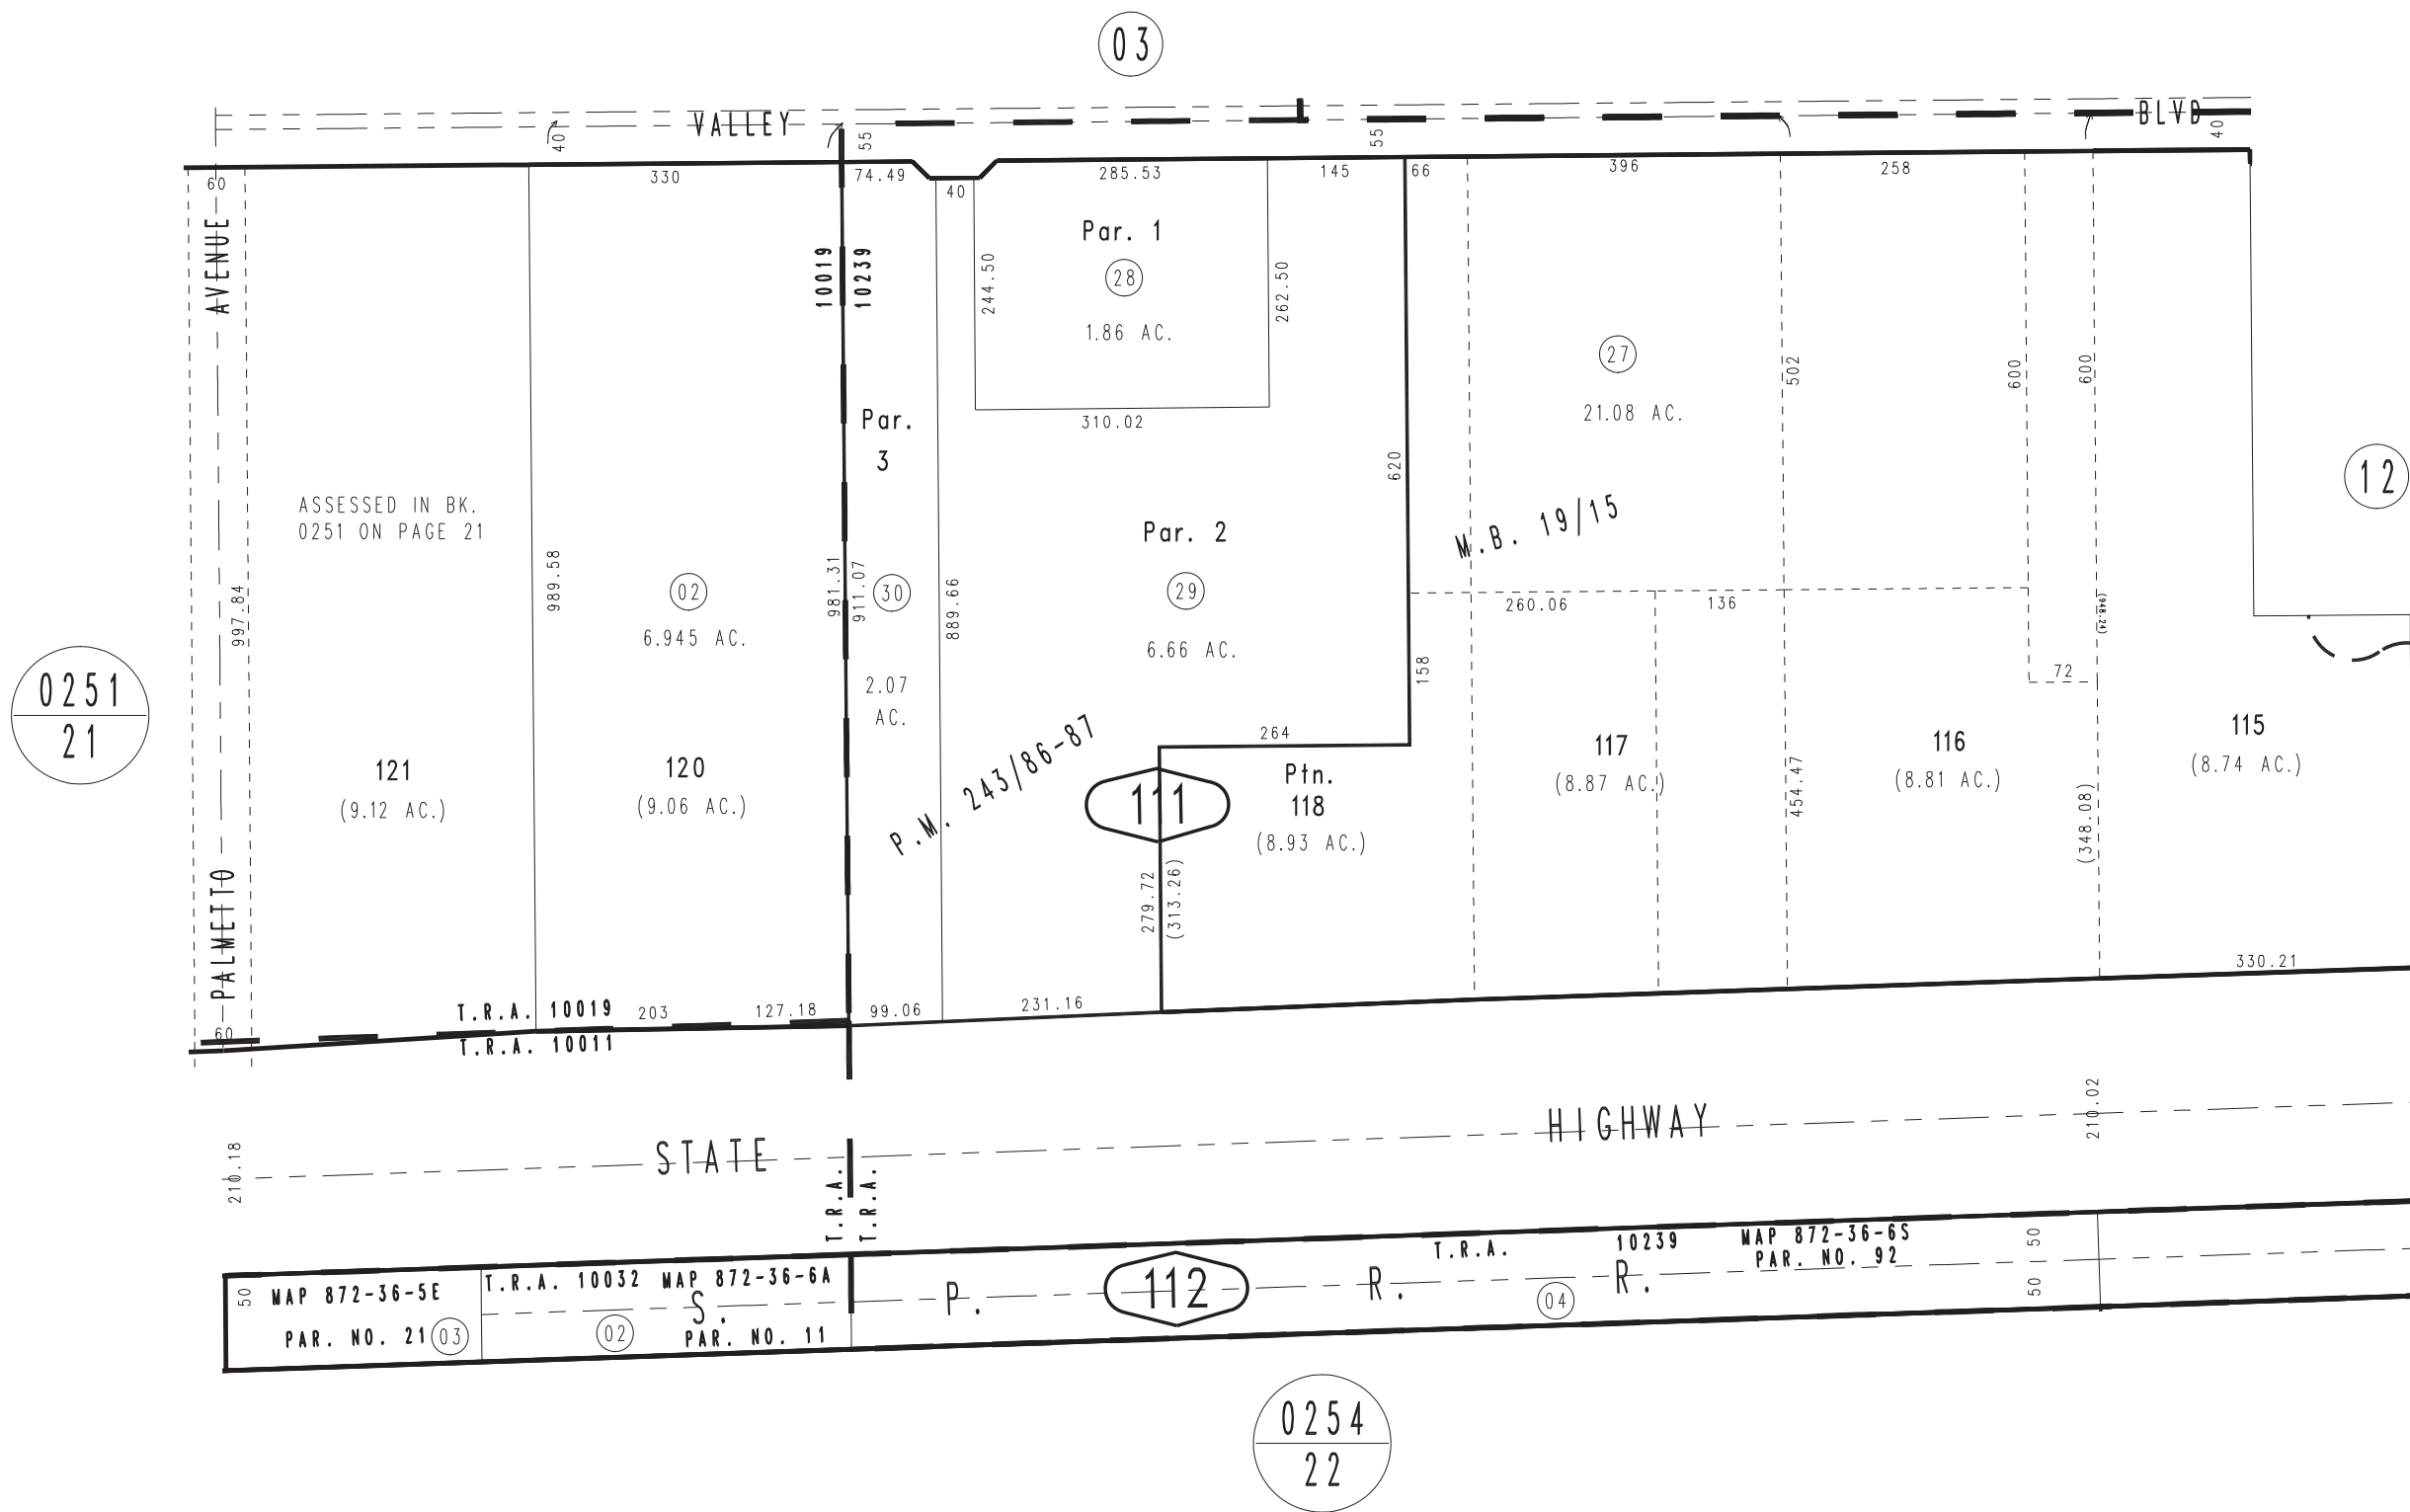 03
VALLEY
BLVD
40
55
55
40
60
330
74.49
40
285.53
145
66
396
258
AVENUE
10019
10239
Par. 1
28
1.86 AC.
244.50
262.50
310.02
27
21.08 AC.
502
600
600
Par.
3
620
12
ASSESSED IN BK.
0251 ON PAGE 21
Par. 2
M.B. 19/15
997.84
989.58
02
6.945 AC.
981.31
911.07
30
889.66
29
6.66 AC.
260.06
136
(948.24)
0251
21
2.07
AC.
158
72
P.M. 243/86-87
264
121
(9.12 AC.)
120
(9.06 AC.)
111
Ptn.
118
(8.93 AC.)
117
(8.87 AC.)
454.47
116
(8.81 AC.)
(348.08)
115
(8.74 AC.)
279.72
(313.26)
PALMETTO
60
T.R.A. 10019
T.R.A. 10011
203
127.18
99.06
231.16
330.21
210.18
STATE
HIGHWAY
210.02
T.R.A.
T.R.A.
50
MAP 872-36-5E
PAR. NO. 21
03
T.R.A. 10032
MAP 872-36-6A
S.
02
PAR. NO. 11
P.
112
R.
T.R.A.
10239
R.
04
MAP 872-36-6S
PAR. NO. 92
50
50
0254
22